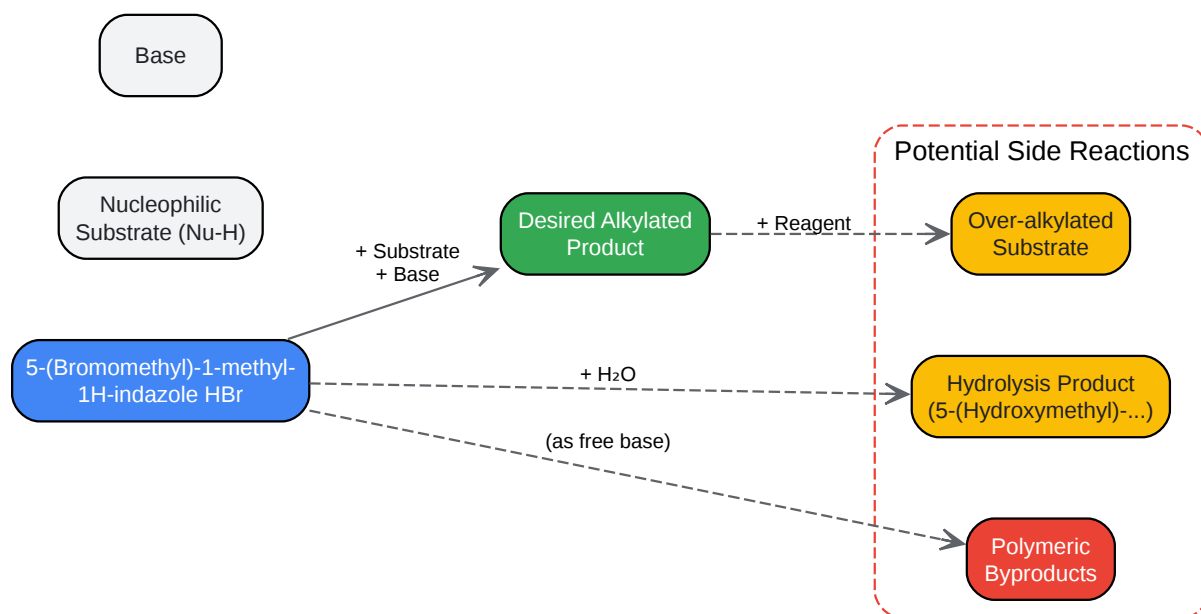 Base
Potential Side Reactions
Nucleophilic
Substrate (Nu-H)
+ Substrate
+ Base
Desired Alkylated
Product
+ Reagent
Over-alkylated
Substrate
5-(Bromomethyl)-1-methyl-
1H-indazole HBr
+ H₂O
Hydrolysis Product
(5-(Hydroxymethyl)-...)
(as free base)
Polymeric
Byproducts